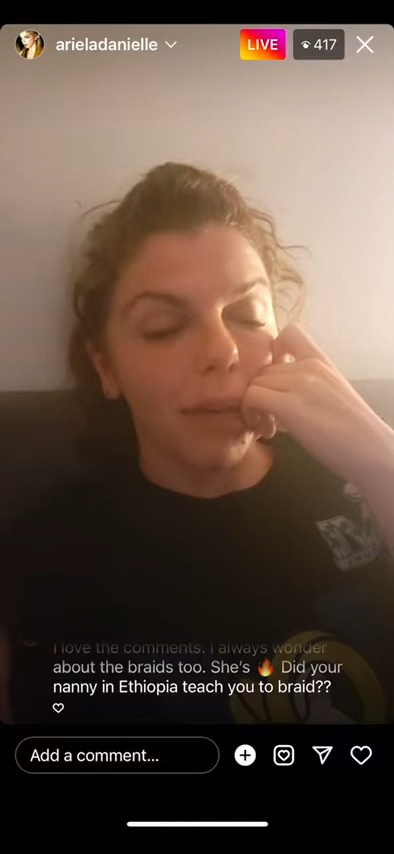 arieladanielle
LIVE
417
I love the comments. I always wonder
about the braids too. She's 🔥 Did your
nanny in Ethiopia teach you to braid??
Add a comment...